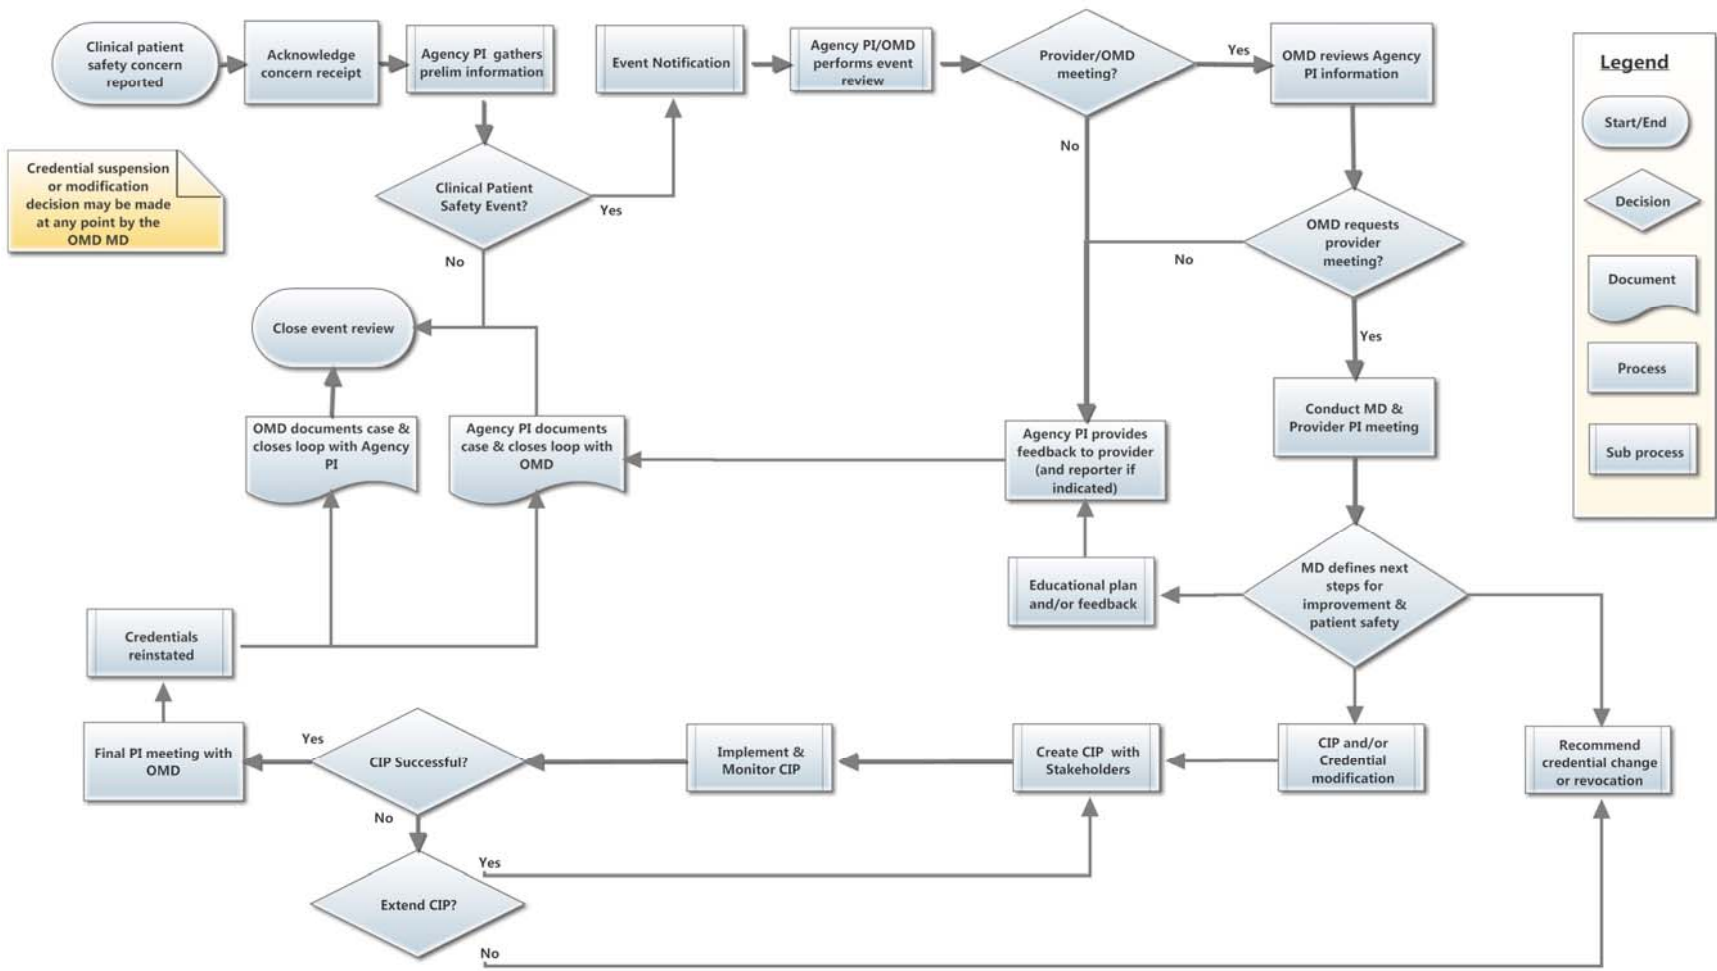 Clinical patient
safety concern
reported
Acknowledge
concern receipt
Agency PI gathers
prelim information
Event Notification
Agency PI/OMD
performs event
review
Provider/OMD
meeting?
Yes
OMD reviews Agency
PI information
No
Legend
Start/End
Decision
Document
Process
Sub process
Credential suspension
or modification
decision may be made
at any point by the
OMD MD
Clinical Patient
Safety Event?
Yes
No
OMD requests
provider
meeting?
No
Yes
Close event review
Conduct MD &
Provider PI meeting
OMD documents case &
closes loop with Agency
PI
Agency PI documents
case & closes loop with
OMD
Agency PI provides
feedback to provider
(and reporter if
indicated)
MD defines next
steps for
improvement &
patient safety
Educational plan
and/or feedback
Credentials
reinstated
Final PI meeting with
OMD
Yes
CIP Successful?
No
Implement &
Monitor CIP
Create CIP with
Stakeholders
CIP and/or
Credential
modification
Recommend
credential change
or revocation
Extend CIP?
Yes
No